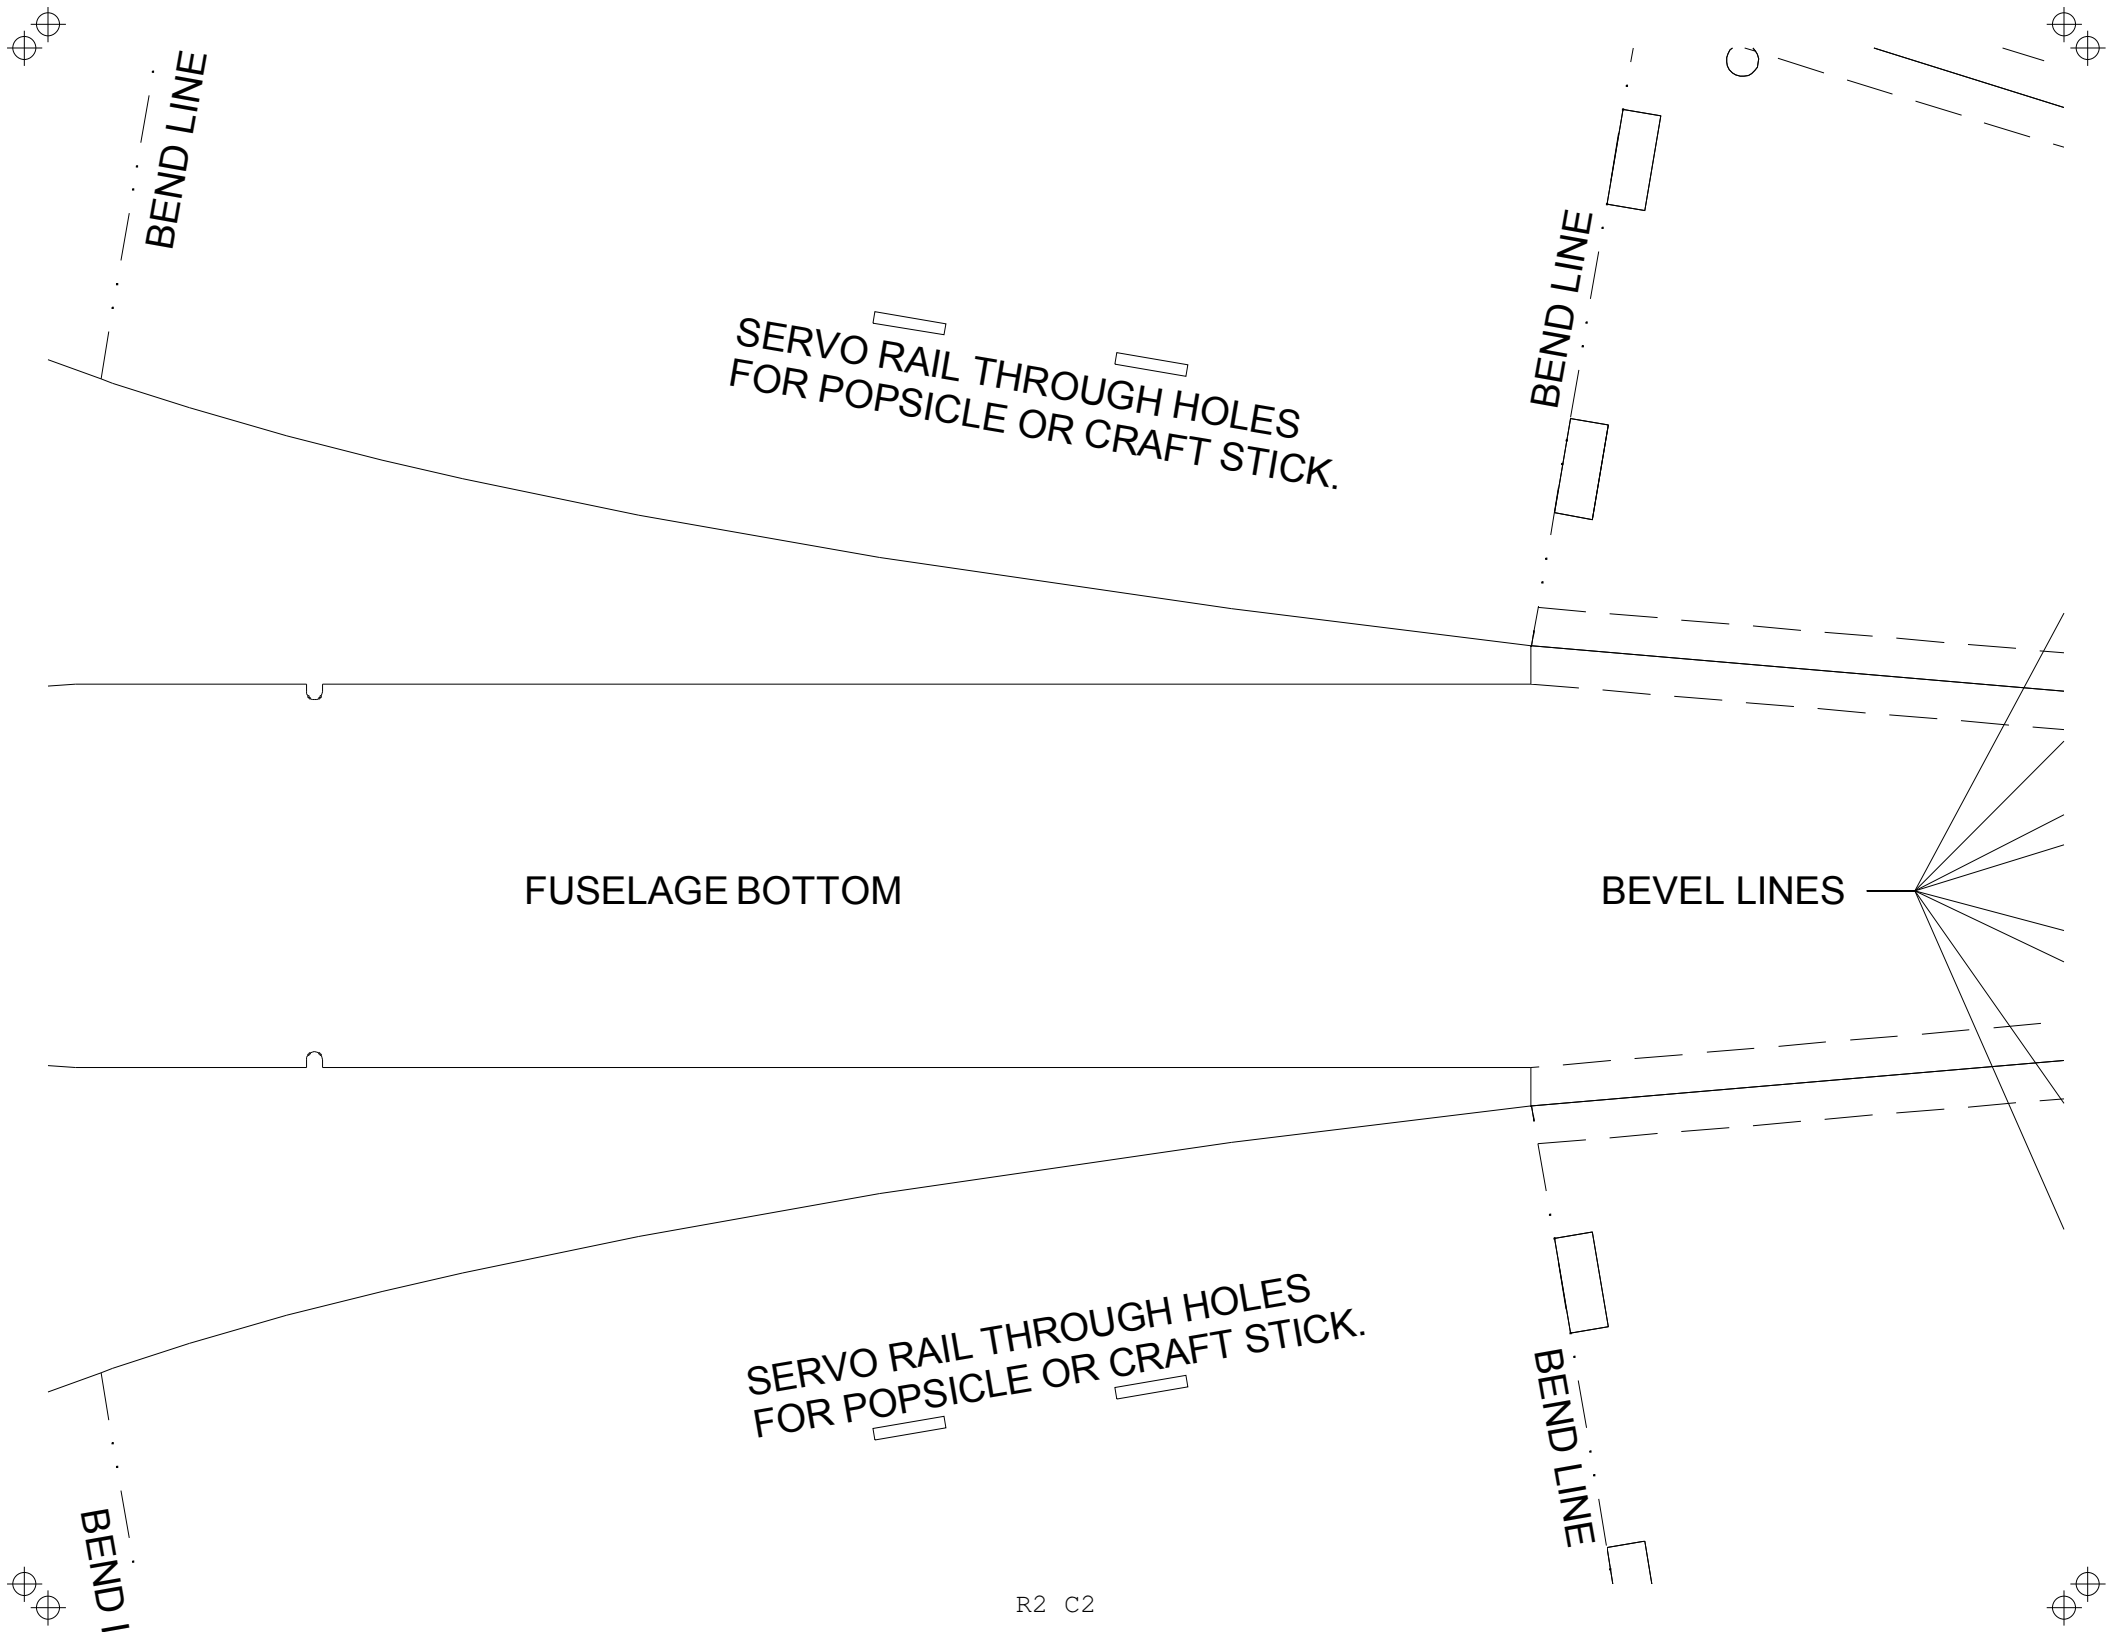 BEND LINE
BEND LINE
SERVO RAIL THROUGH HOLES
FOR POPSICLE OR CRAFT STICK.
FUSELAGE BOTTOM
BEVEL LINES
SERVO RAIL THROUGH HOLES
FOR POPSICLE OR CRAFT STICK.
BEND LINE
BEND
R2 C2